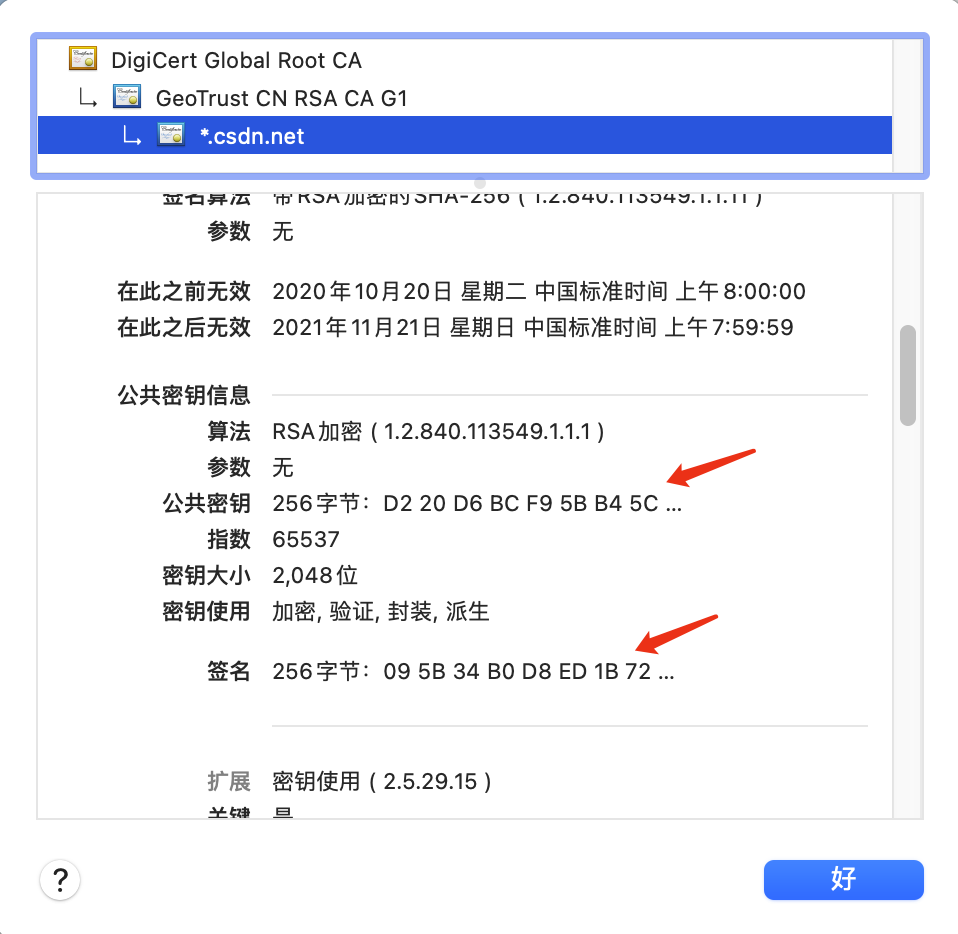 DigiCert Global Root CA
GeoTrust CN RSA CA G1
*.csdn.net
签名算法 带 RSA 加密的 SHA-256 ( 1.2.840.113549.1.1.11 )
参数 无
在此之前无效 2020年10月20日 星期二 中国标准时间 上午8:00:00
在此之后无效 2021年11月21日 星期日 中国标准时间 上午7:59:59
公共密钥信息
算法 RSA加密 ( 1.2.840.113549.1.1.1 )
参数 无
公共密钥 256字节：D2 20 D6 BC F9 5B B4 5C ...
指数 65537
密钥大小 2,048位
密钥使用 加密, 验证, 封装, 派生
签名 256字节：09 5B 34 B0 D8 ED 1B 72 ...
扩展 密钥使用 ( 2.5.29.15 )
关键 是
?
好